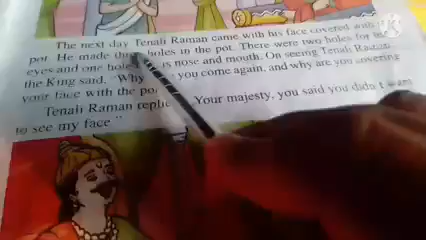 The next day Tenali Raman came with his face covered with
pot. He made three holes in the pot. There were two holes for
eyes and one hole nose and mouth. On seeing Tenali Raman,
the King said, "Why you come again, and why are you covering
your face with the
Tenali Raman Your majesty, you said you didn't want
to see my face."